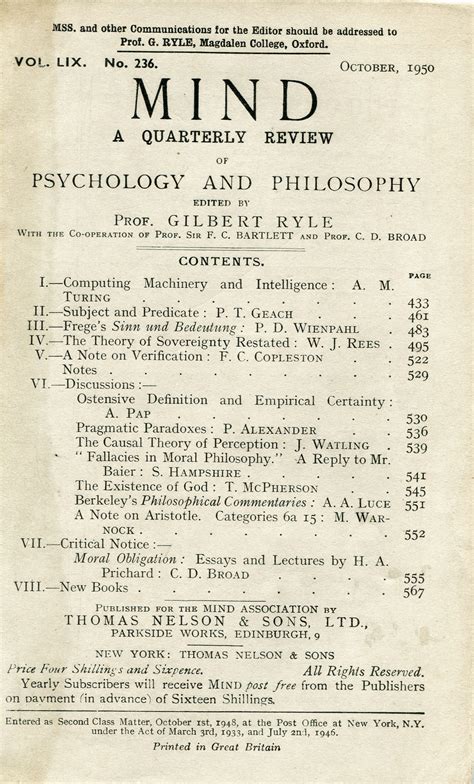 MSS. and other Communications for the Editor should be addressed to
Prof. G. RYLE, Magdalen College, Oxford.
VOL. LIX. No. 236. OCTOBER, 1950
MIND
A QUARTERLY REVIEW
OF
PSYCHOLOGY AND PHILOSOPHY
EDITED BY
PROF. GILBERT RYLE
WITH THE CO-OPERATION OF PROF. SIR F. C. BARTLETT AND PROF. C. D. BROAD
CONTENTS.
PAGE
I.—Computing Machinery and Intelligence : A. M.
TURING . . . . . . . 433
II.—Subject and Predicate : P. T. GEACH . . 461
III.—Frege's Sinn und Bedeutung : P. D. WIENPAHL . 483
IV.—The Theory of Sovereignty Restated : W. J. REES . 495
V.—A Note on Verification : F. C. COPLESTON . . 522
Notes . . . . . . . 529
VI.—Discussions :—
Ostensive Definition and Empirical Certainty :
A. PAP . . . . . . 530
Pragmatic Paradoxes : P. ALEXANDER . . 536
The Causal Theory of Perception : J. WATLING . 539
" Fallacies in Moral Philosophy." A Reply to Mr.
Baier : S. HAMPSHIRE . . . . . 541
The Existence of God : T. MCPHERSON . . 545
Berkeley's Philosophical Commentaries : A. A. LUCE 551
A Note on Aristotle. Categories 6a 15 : M. WAR-
NOCK . . . . . . . 552
VII.—Critical Notice :—
Moral Obligation : Essays and Lectures by H. A.
Prichard : C. D. BROAD . . . . 555
VIII.—New Books . . . . . . 567
PUBLISHED FOR THE MIND ASSOCIATION BY
THOMAS NELSON & SONS, LTD.,
PARKSIDE WORKS, EDINBURGH, 9
NEW YORK: THOMAS NELSON & SONS
Price Four Shillings and Sixpence. All Rights Reserved.
Yearly Subscribers will receive MIND post free from the Publishers
on payment (in advance) of Sixteen Shillings.
Entered as Second Class Matter, October 1st, 1948, at the Post Office at New York, N.Y.
under the Act of March 3rd, 1933, and July 2nd, 1946.
Printed in Great Britain